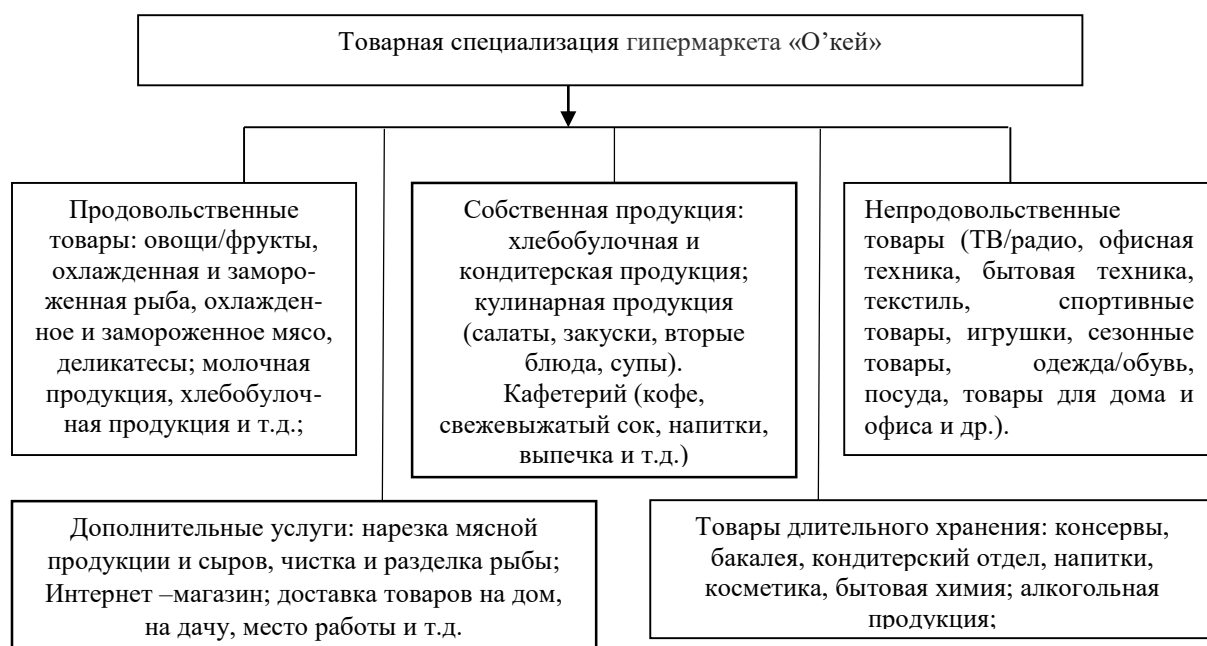 Товарная специализация гипермаркета «О’кей»
Продовольственные
товары: овощи/фрукты,
охлажденная и заморо-
женная рыба, охлажден-
ное и замороженное мясо,
деликатесы; молочная
продукция, хлебобулоч-
ная продукция и т.д.;
Собственная продукция:
хлебобулочная и
кондитерская продукция;
кулинарная продукция
(салаты, закуски, вторые
блюда, супы).
Кафетерий (кофе,
свежевыжатый сок, напитки,
выпечка и т.д.)
Непродовольственные
товары (ТВ/радио, офисная
техника, бытовая техника,
текстиль, спортивные
товары, игрушки, сезонные
товары, одежда/обувь,
посуда, товары для дома и
офиса и др.).
Дополнительные услуги: нарезка мясной
продукции и сыров, чистка и разделка рыбы;
Интернет –магазин; доставка товаров на дом,
на дачу, место работы и т.д.
Товары длительного хранения: консервы,
бакалея, кондитерский отдел, напитки,
косметика, бытовая химия; алкогольная
продукция;